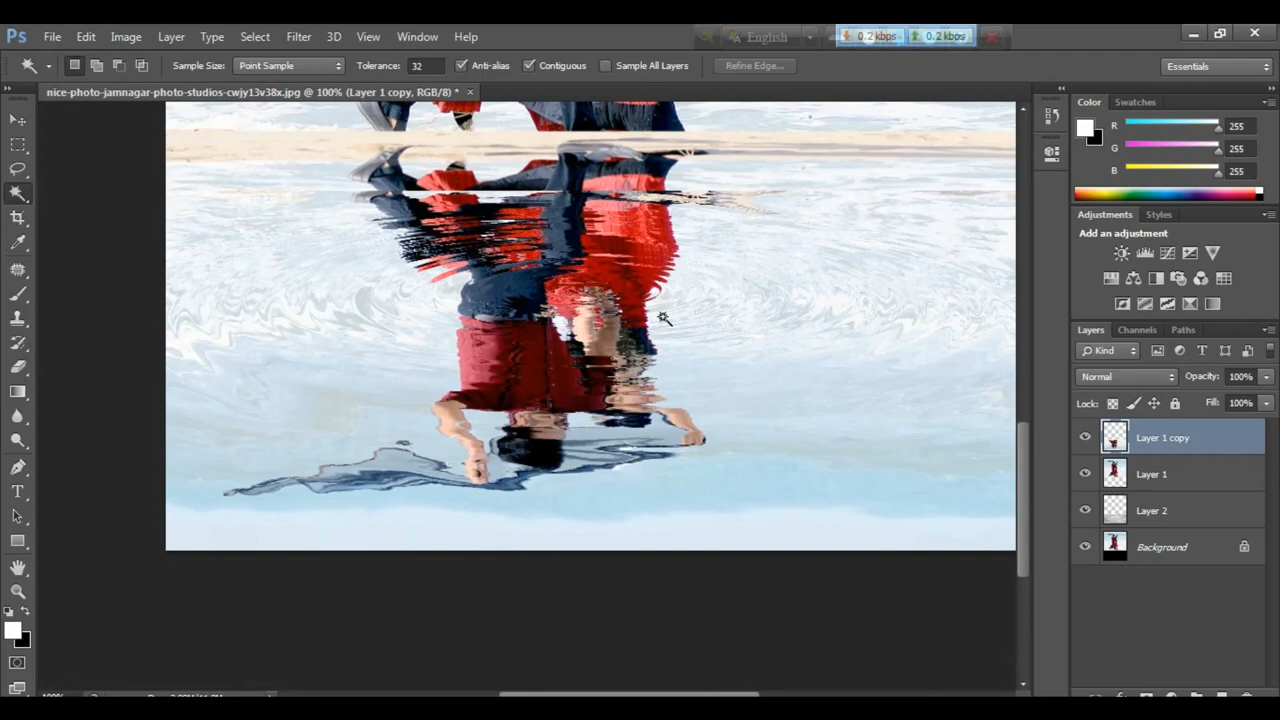 Ps File Edit Image Layer Type Select Filter 3D View Window Help English 0.2 kbps 0.2 kbps
Sample Size: Point Sample Tolerance: 32 Anti-alias Contiguous Sample All Layers Refine Edge... Essentials
nice-photo-jamnagar-photo-studios-cwjy13v38x.jpg @ 100% (Layer 1 copy, RGB/8) *
Color Swatches
R 255
G 255
B 255
Adjustments Styles
Add an adjustment
Layers Channels Paths
Kind
Normal Opacity: 100%
Lock: Fill: 100%
Layer 1 copy
Layer 1
Layer 2
Background